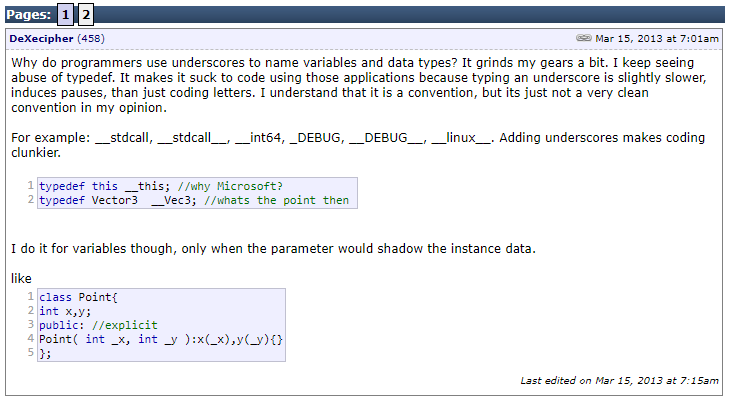 Pages: 1 2
DeXecipher (458) Mar 15, 2013 at 7:01am
Why do programmers use underscores to name variables and data types? It grinds my gears a bit. I keep seeing
abuse of typedef. It makes it suck to code using those applications because typing an underscore is slightly slower,
induces pauses, than just coding letters. I understand that it is a convention, but its just not a very clean
convention in my opinion.
For example: __stdcall, __stdcall__, __int64, _DEBUG, __DEBUG__, __linux__. Adding underscores makes coding
clunkier.
1 typedef this __this; //why Microsoft?
2 typedef Vector3  __Vec3; //whats the point then
I do it for variables though, only when the parameter would shadow the instance data.
like
1 class Point{
2 int x,y;
3 public: //explicit
4 Point( int _x, int _y ):x(_x),y(_y){}
5 };
Last edited on Mar 15, 2013 at 7:15am